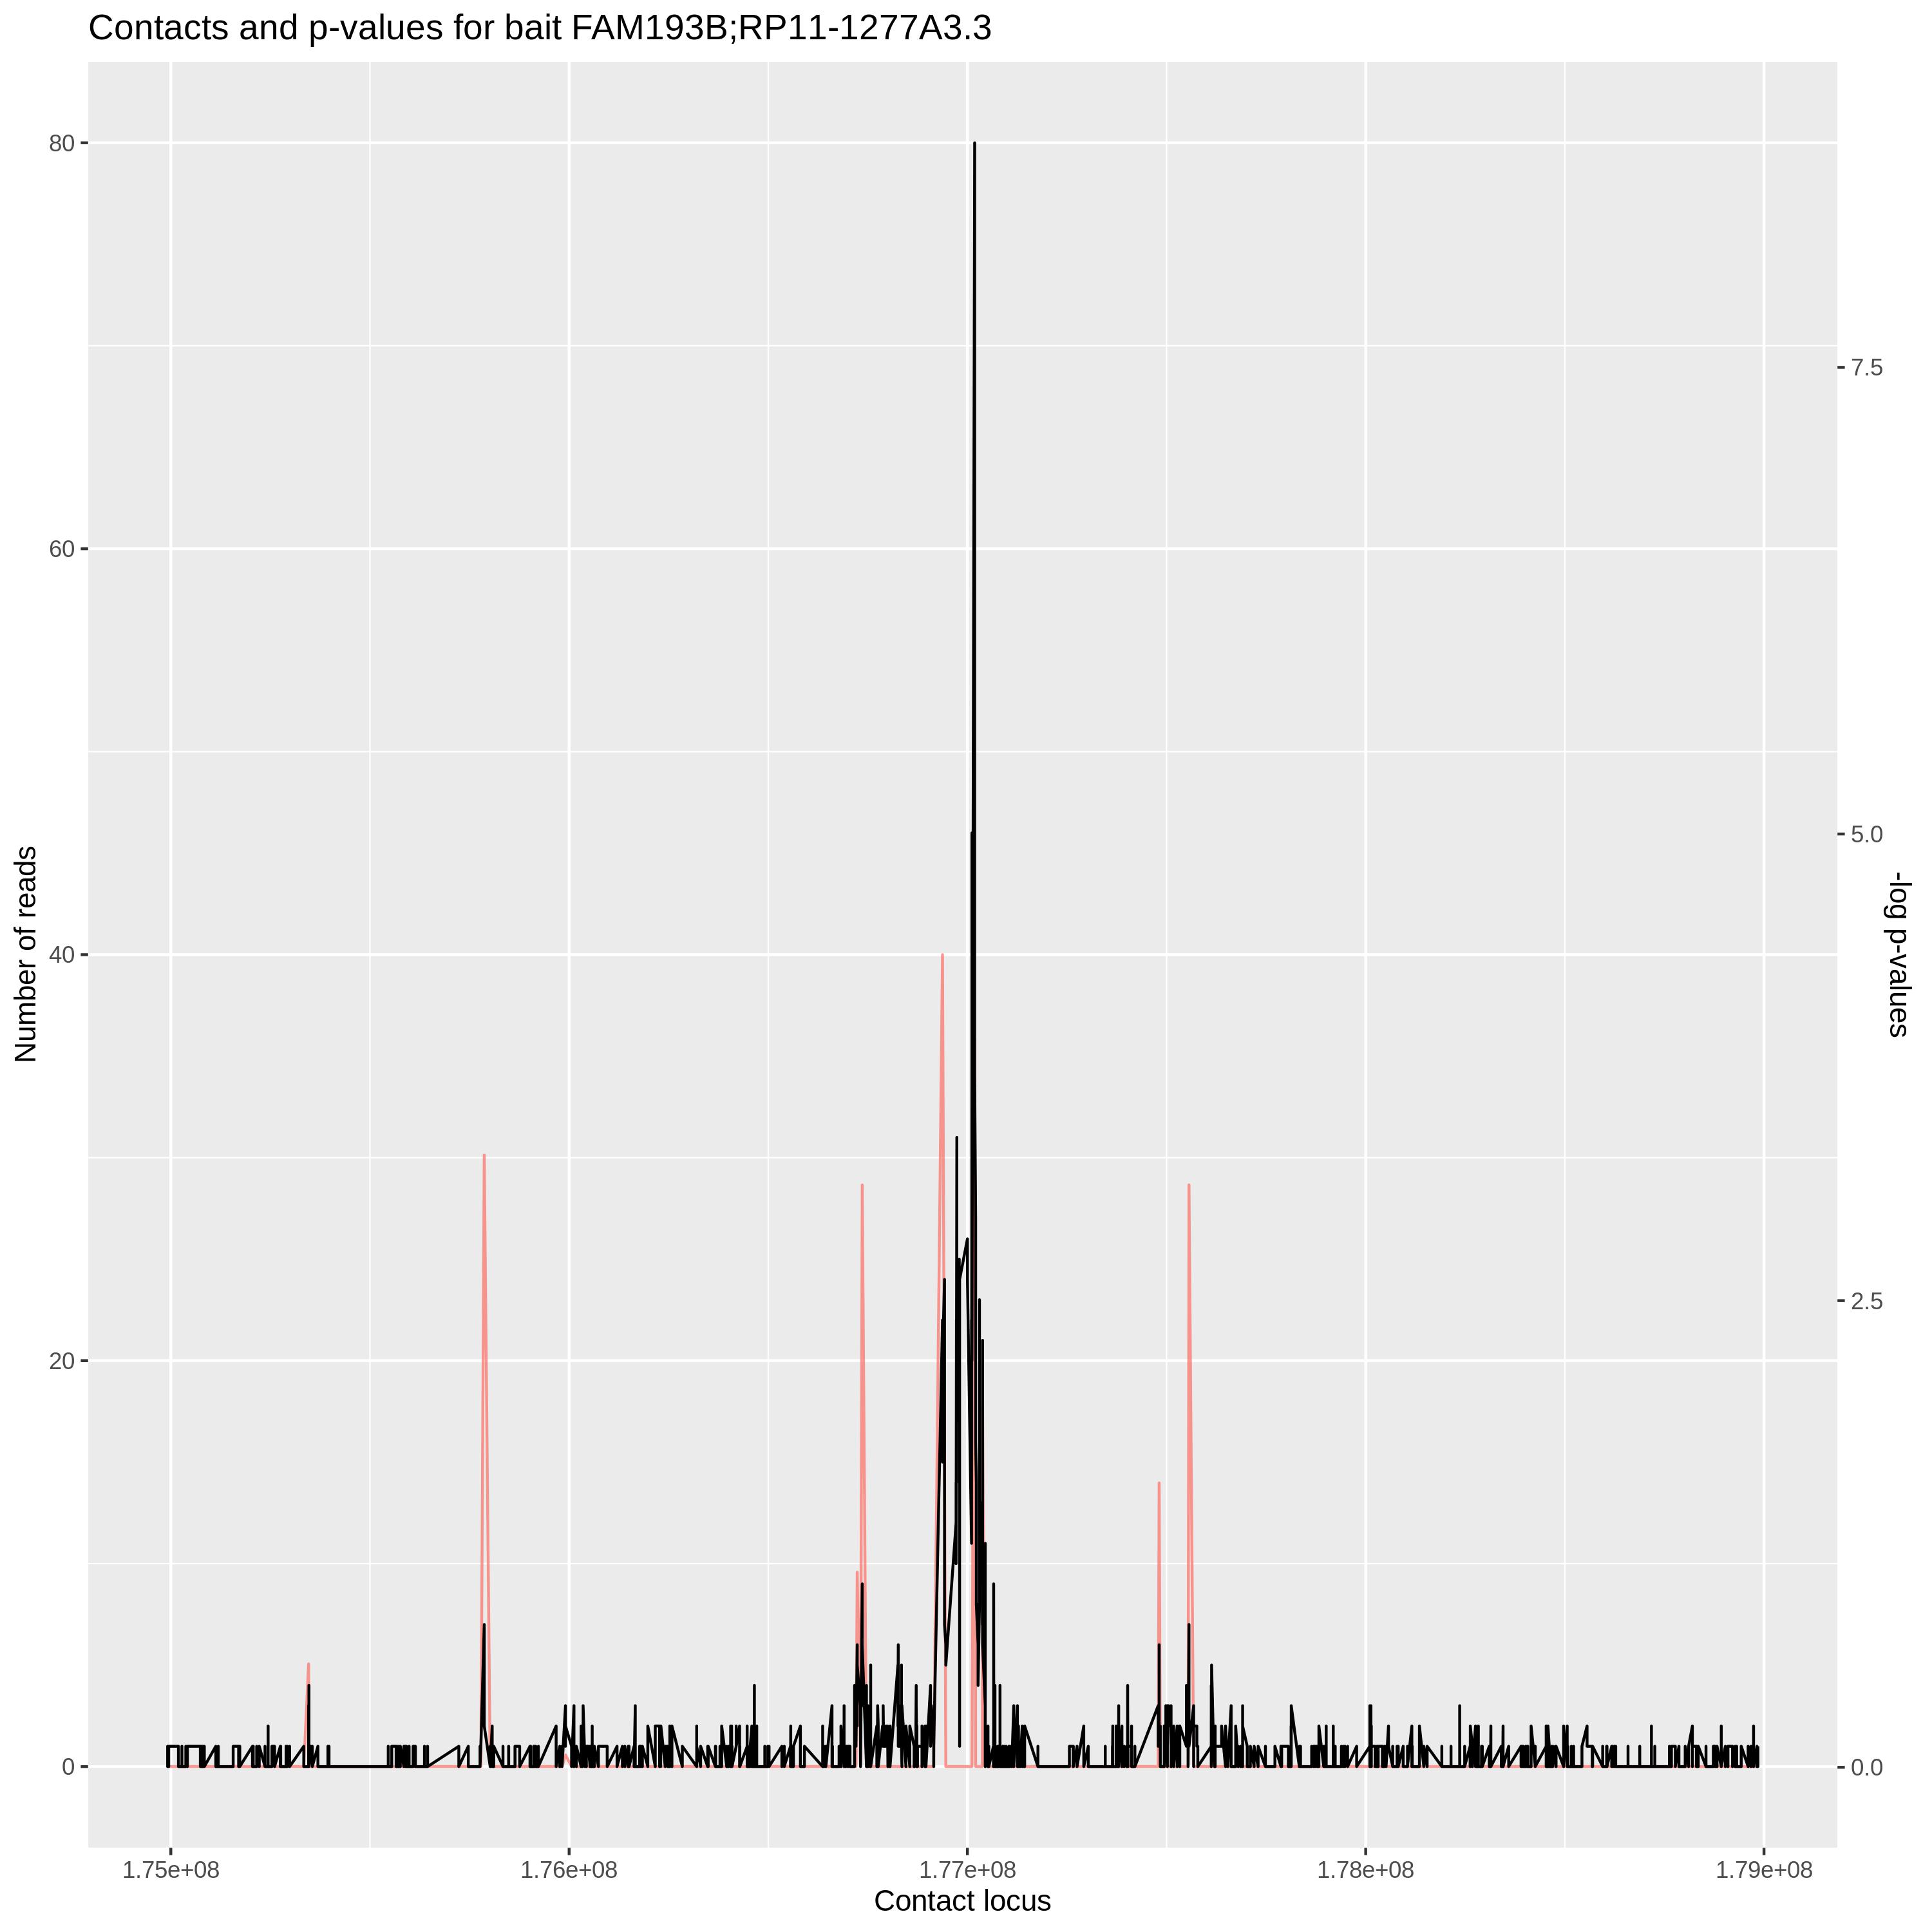 Contacts and p-values for bait FAM193B;RP11-1277A3.3
80
60
40
20
0
Number of reads
7.5
5.0
2.5
0.0
-log p-values
1.75e+08 1.76e+08 1.77e+08 1.78e+08 1.79e+08
Contact locus